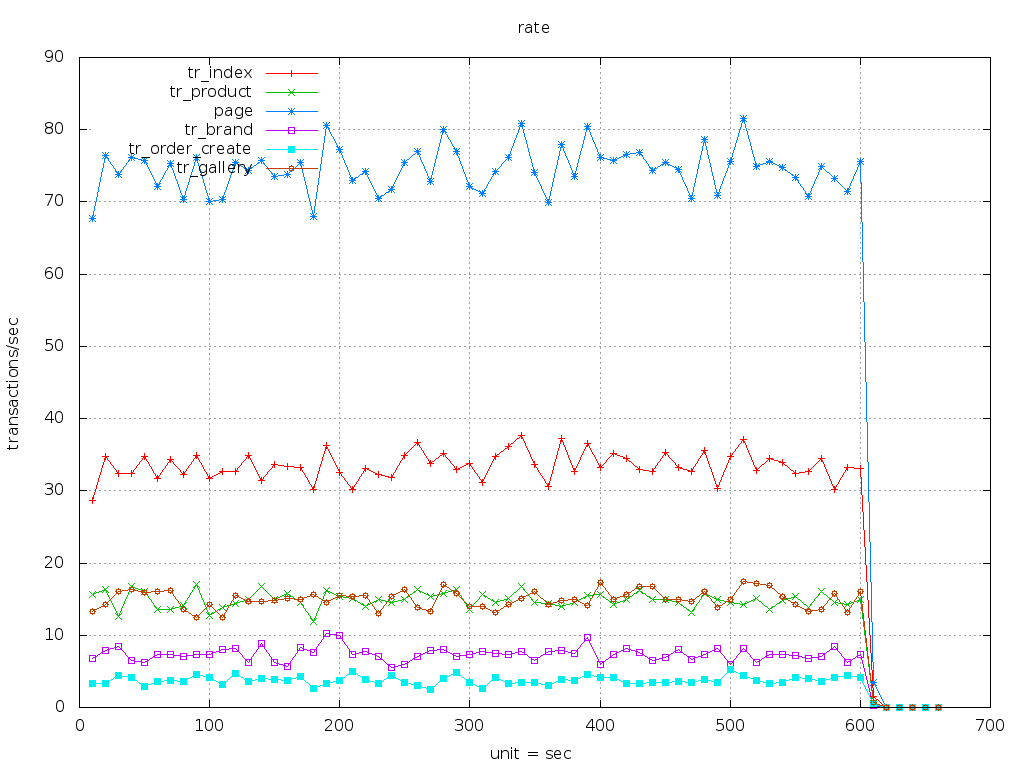 rate
90
80
70
60
50
40
30
20
10
0
transactions/sec
tr_index
tr_product
page
tr_brand
tr_order_create
tr_gallery
0 100 200 300 400 500 600 700
unit = sec